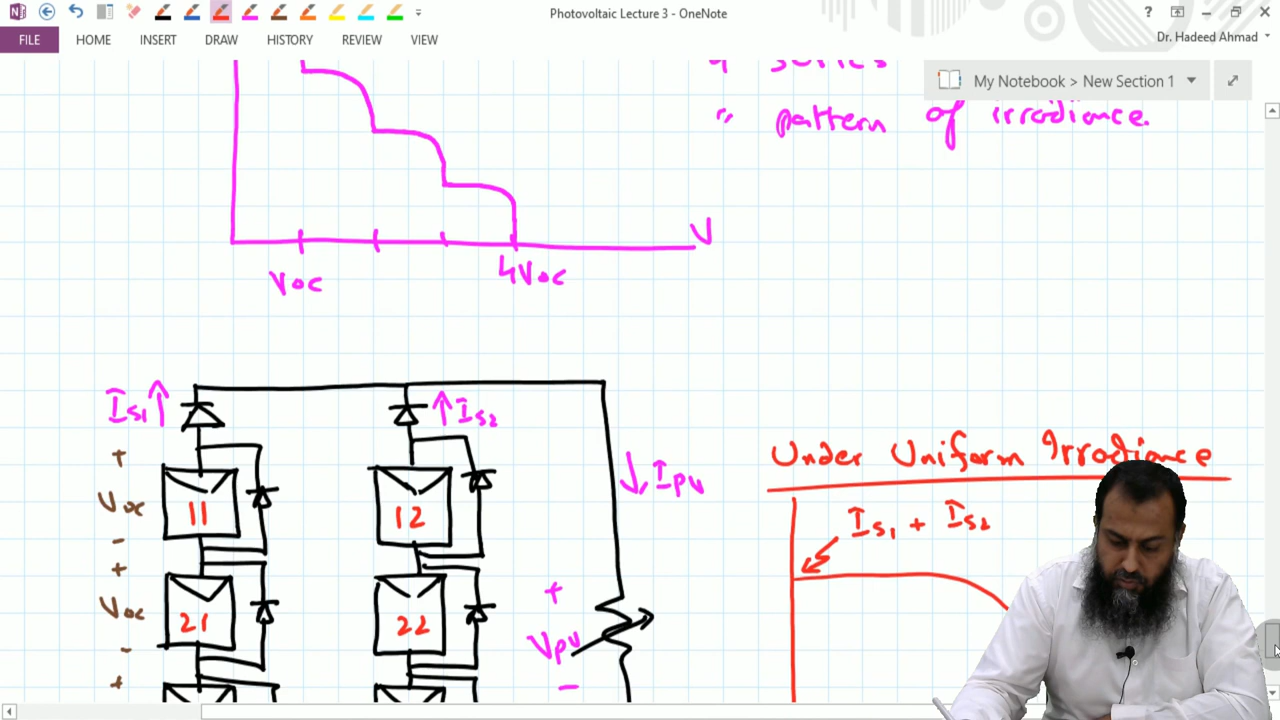 Photovoltaic Lecture 3 - OneNote
?
Dr. Hadeed Ahmad
FILE HOME INSERT DRAW HISTORY REVIEW VIEW
My Notebook > New Section 1
" pattern of irradiance.
V
Voc
4Voc
Is1
Is2
Ipv
+
Voc
-
11
12
+
Voc
-
21
22
+
+
Vpv
-
Under Uniform Irradiance
Is1 + Is2